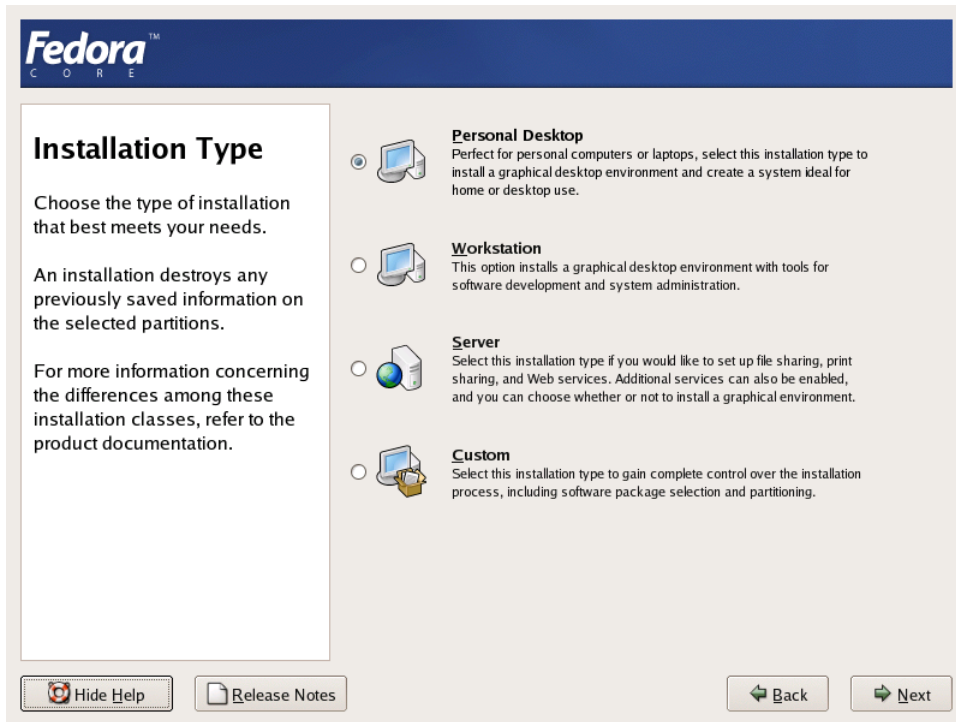 Fedora™
CORE
Installation Type
Choose the type of installation
that best meets your needs.
An installation destroys any
previously saved information on
the selected partitions.
For more information concerning
the differences among these
installation classes, refer to the
product documentation.
Personal Desktop
Perfect for personal computers or laptops, select this installation type to
install a graphical desktop environment and create a system ideal for
home or desktop use.
Workstation
This option installs a graphical desktop environment with tools for
software development and system administration.
Server
Select this installation type if you would like to set up file sharing, print
sharing, and Web services. Additional services can also be enabled,
and you can choose whether or not to install a graphical environment.
Custom
Select this installation type to gain complete control over the installation
process, including software package selection and partitioning.
Hide Help
Release Notes
Back
Next